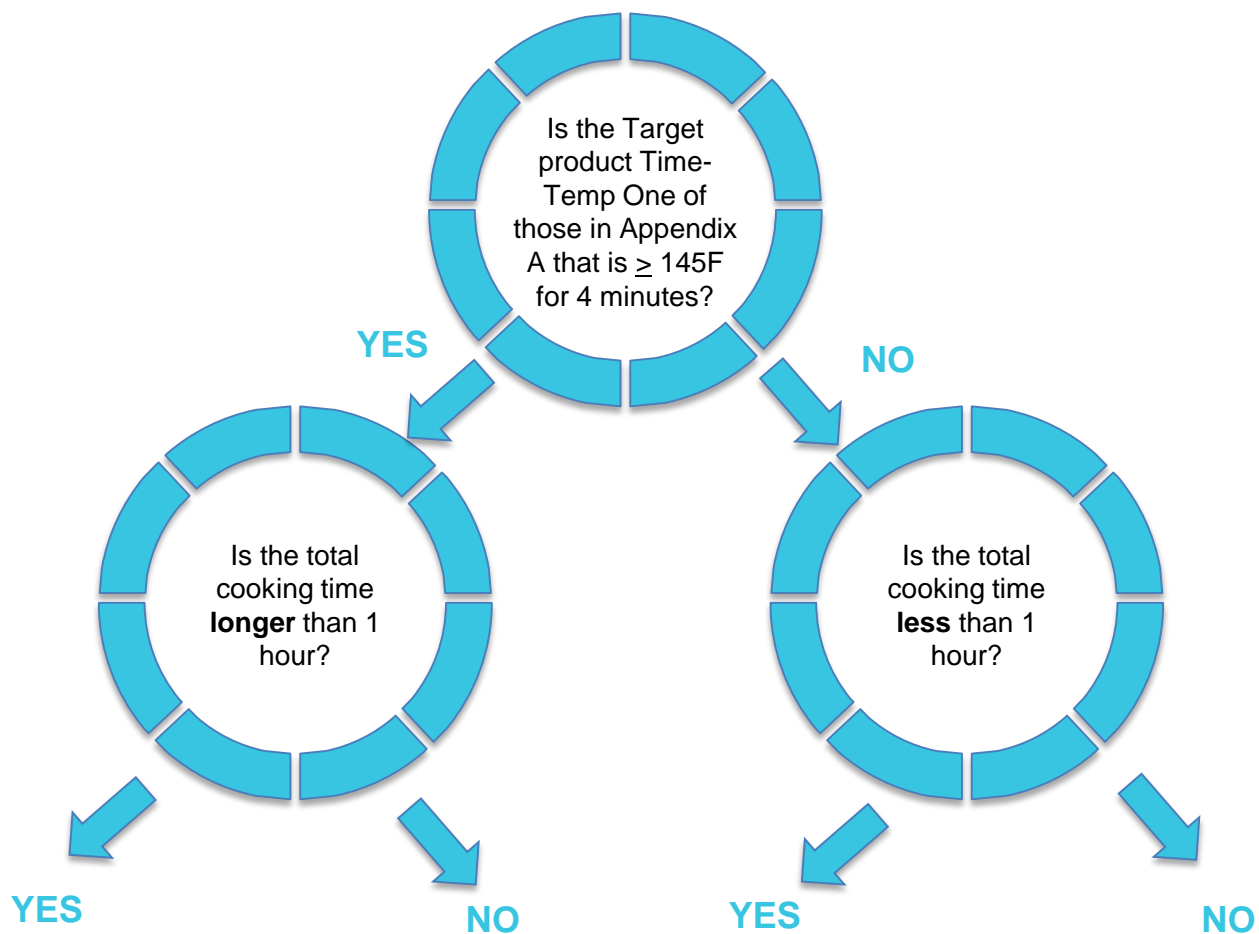 Is the Target
product Time-
Temp One of
those in Appendix
A that is ≥ 145F
for 4 minutes?
YES
NO
Is the total
cooking time
longer than 1
hour?
Is the total
cooking time
less than 1
hour?
YES
NO
YES
NO